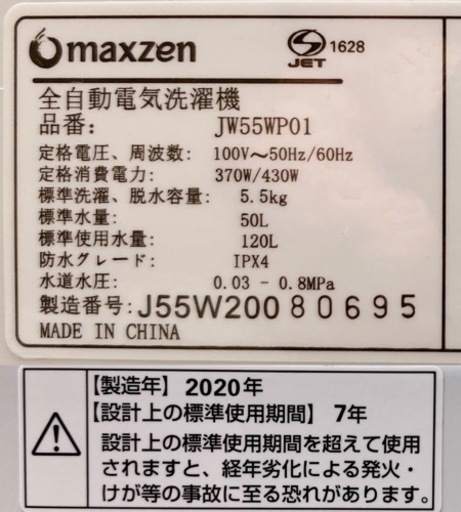 maxzen
JET 1628
全自動電気洗濯機
品番: JW55WP01
定格電圧、周波数: 100V～50Hz/60Hz
定格消費電力: 370W/430W
標準洗濯、脱水容量: 5.5kg
標準水量: 50L
標準使用水量: 120L
防水グレード: IPX4
水道水圧: 0.03 - 0.8MPa
製造番号: J55W20080695
MADE IN CHINA
【製造年】 2020年
【設計上の標準使用期間】 7年
設計上の標準使用期間を超えて使用
されますと、経年劣化による発火・
けが等の事故に至る恐れがあります。